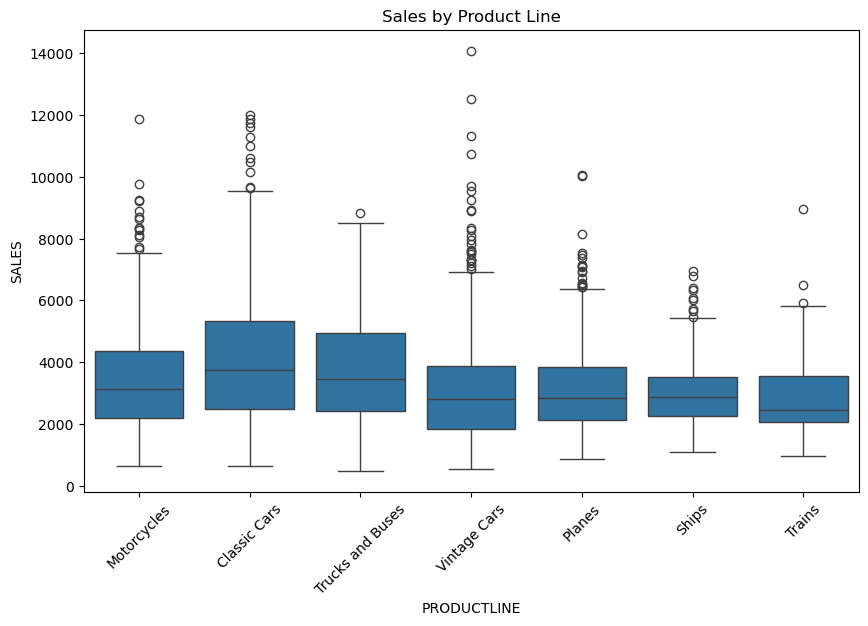 Sales by Product Line
SALES
14000
12000
10000
8000
6000
4000
2000
0
Motorcycles
Classic Cars
Trucks and Buses
Vintage Cars
Planes
Ships
Trains
PRODUCTLINE